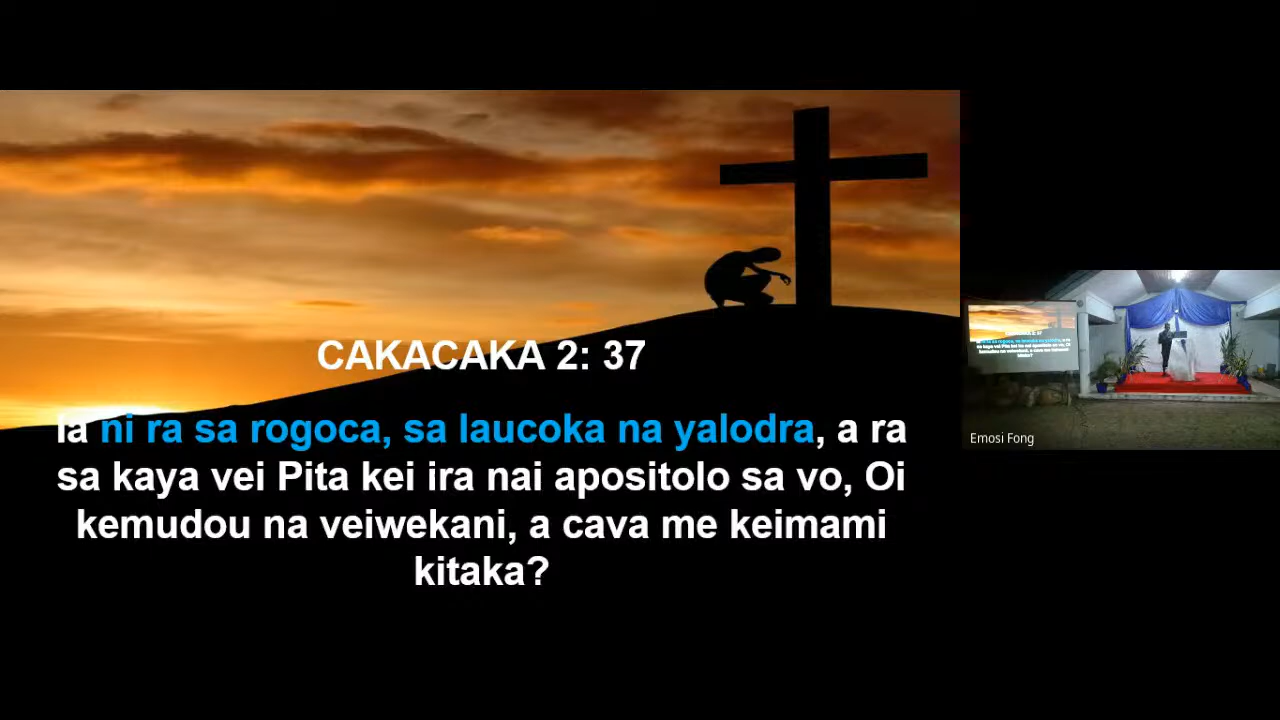 CAKACAKA 2: 37
Ia ni ra sa rogoca, sa laucoka na yalodra, a ra
sa kaya vei Pita kei ira nai apositolo sa vo, Oi
kemudou na veiwekani, a cava me keimami
kitaka?
Emosi Fong